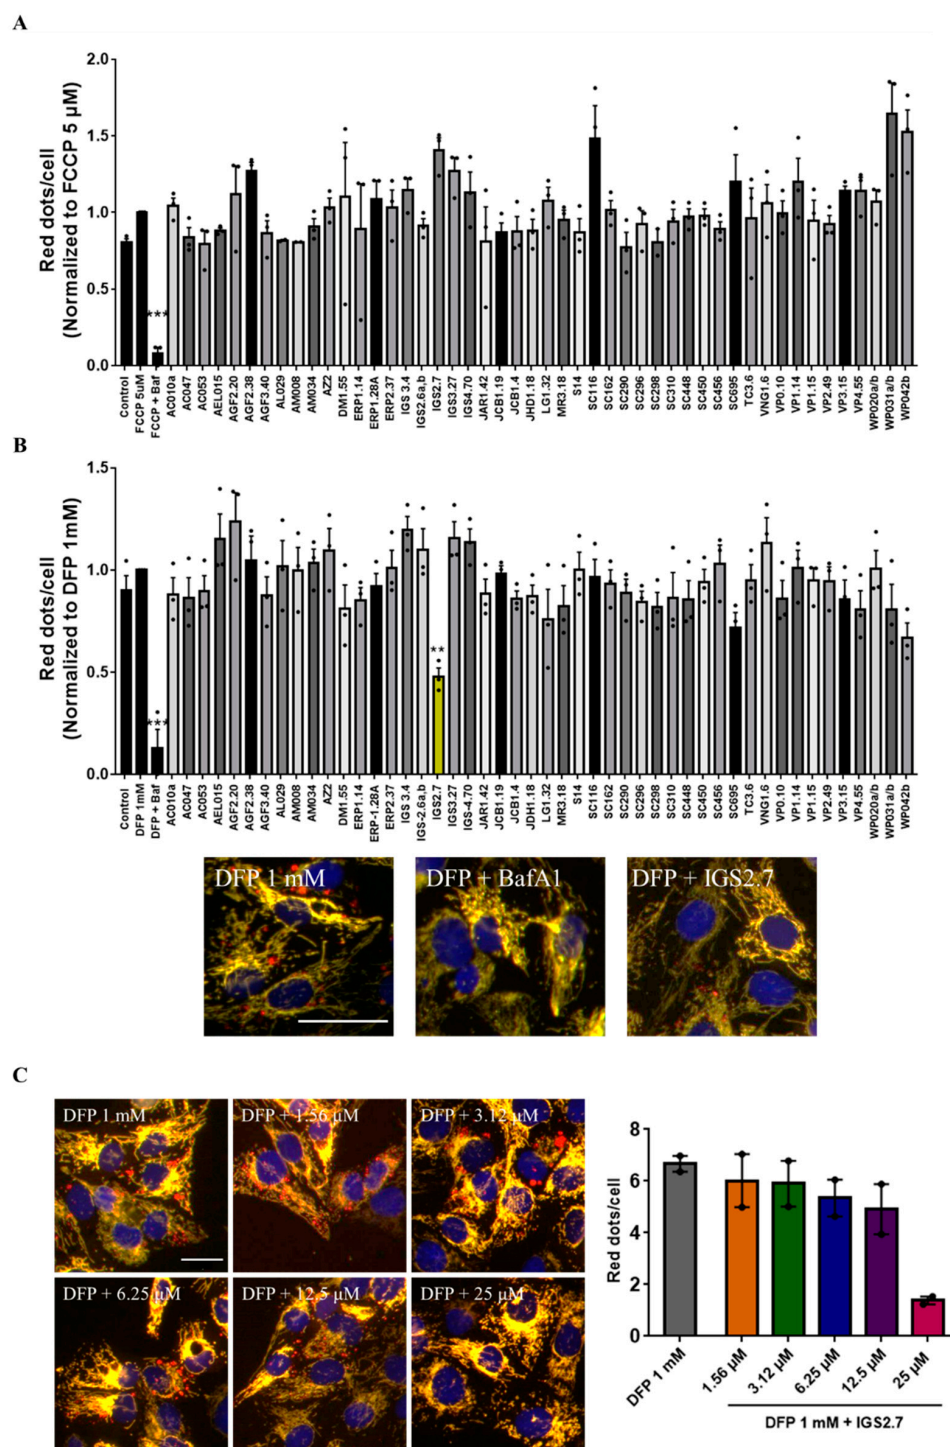 A
Red dots/cell
(Normalized to FCCP 5 µM)
2.0
1.5
1.0
0.5
0.0
***
Control
FCCP 5uM
FCCP + Baf
AC010a
AC047
AC053
AEL015
AGF2.20
AGF2.38
AGF3.40
AL029
AM008
AM034
AZ2
DM1.55
ERP1.14
ERP1.28A
ERP2.37
IGS 3.4
IGS2.6a,b
IGS2.7
IGS3.27
IGS4.70
JAR1.42
JCB1.19
JCB1.4
JHD1.18
LG1.32
MR3.18
S14
SC116
SC162
SC290
SC296
SC298
SC310
SC448
SC450
SC456
SC695
TC3.6
VNG1.6
VP0.10
VP1.14
VP1.15
VP2.49
VP3.15
VP4.55
WP020a/b
WP031a/b
WP042b
B
Red dots/cell
(Normalized to DFP 1mM)
1.5
1.0
0.5
0.0
***
**
Control
DFP 1mM
DFP + Baf
AC010a
AC047
AC053
AEL015
AGF2.20
AGF2.38
AGF3.40
AL029
AM008
AM034
AZ2
DM1.55
ERP1.14
ERP-1.28A
ERP2.37
IGS 3.4
IGS-2.6a,b
IGS2.7
IGS3.27
IGS-4.70
JAR1.42
JCB1.19
JCB1.4
JDH1.18
LG1.32
MR3.18
S14
SC116
SC162
SC290
SC296
SC298
SC310
SC448
SC450
SC456
SC695
TC3.6
VNG1.6
VP0.10
VP1.14
VP1.15
VP2.49
VP3.15
VP4.55
WP020a/b
WP031a/b
WP042b
DFP 1 mM
DFP + BafA1
DFP + IGS2.7
C
DFP 1 mM
DFP + 1.56 µM
DFP + 3.12 µM
DFP + 6.25 µM
DFP + 12.5 µM
DFP + 25 µM
Red dots/cell
8
6
4
2
0
DFP 1 mM
1.56 µM
3.12 µM
6.25 µM
12.5 µM
25 µM
DFP 1 mM + IGS2.7